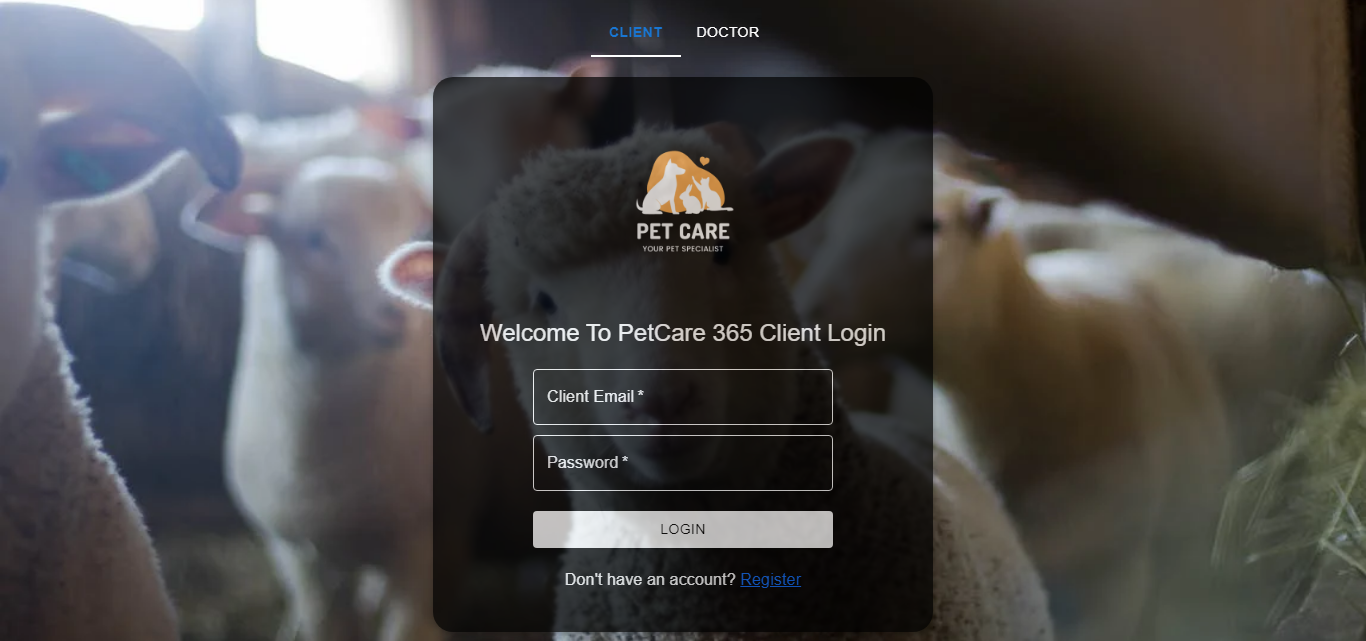 CLIENT DOCTOR
PET CARE
YOUR PET SPECIALIST
Welcome To PetCare 365 Client Login
Client Email *
Password *
LOGIN
Don't have an account? Register